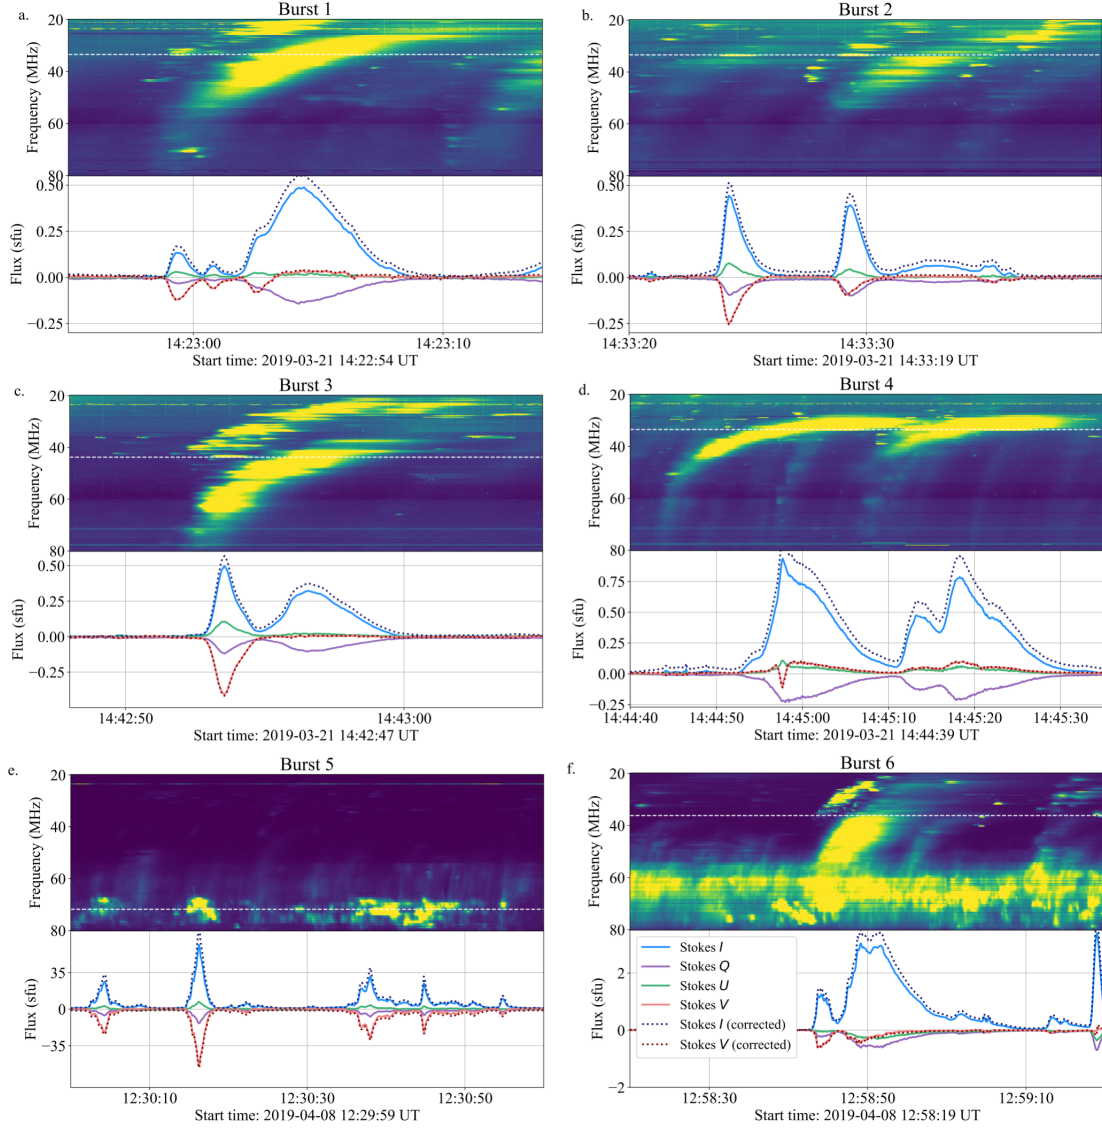 a.
Burst 1
Frequency (MHz)
20
40
60
80
Flux (sfu)
0.50
0.25
0.00
−0.25
14:23:00
14:23:10
Start time: 2019-03-21 14:22:54 UT
b.
Burst 2
Frequency (MHz)
20
40
60
80
Flux (sfu)
0.50
0.25
0.00
−0.25
14:33:20
14:33:30
Start time: 2019-03-21 14:33:19 UT
c.
Burst 3
Frequency (MHz)
20
40
60
80
Flux (sfu)
0.50
0.25
0.00
−0.25
14:42:50
14:43:00
Start time: 2019-03-21 14:42:47 UT
d.
Burst 4
Frequency (MHz)
20
40
60
80
Flux (sfu)
0.75
0.50
0.25
0.00
−0.25
14:44:40
14:44:50
14:45:00
14:45:10
14:45:20
14:45:30
Start time: 2019-03-21 14:44:39 UT
e.
Burst 5
Frequency (MHz)
20
40
60
80
Flux (sfu)
35
0
−35
12:30:10
12:30:30
12:30:50
Start time: 2019-04-08 12:29:59 UT
f.
Burst 6
Frequency (MHz)
20
40
60
80
Flux (sfu)
2
0
−2
Stokes I
Stokes Q
Stokes U
Stokes V
Stokes I (corrected)
Stokes V (corrected)
12:58:30
12:58:50
12:59:10
Start time: 2019-04-08 12:58:19 UT